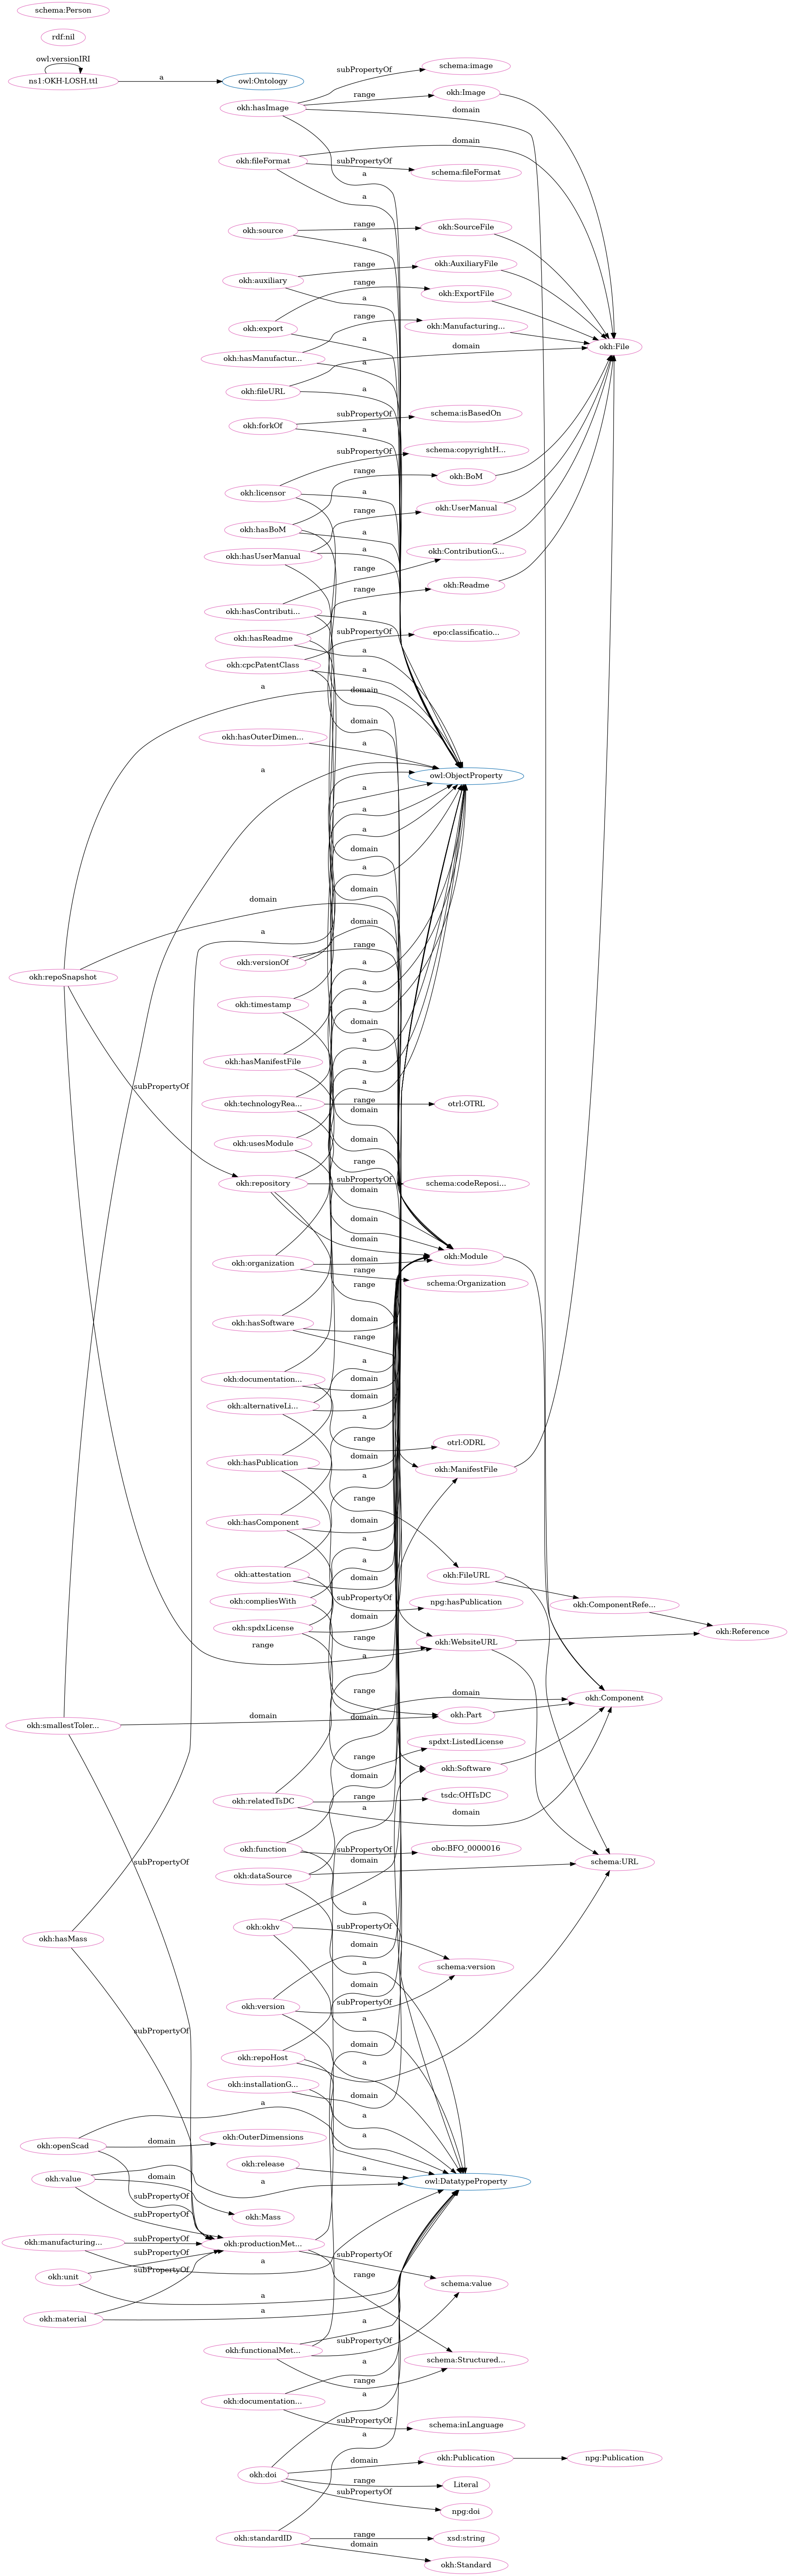 schema:Person
rdf:nil
owl:versionIRI
ns1:OKH-LOSH.ttl
a
owl:Ontology
subPropertyOf
schema:image
okh:hasImage
range
okh:Image
domain
domain
okh:fileFormat
subPropertyOf
schema:fileFormat
a
a
okh:source
range
okh:SourceFile
a
okh:auxiliary
range
okh:AuxiliaryFile
range
okh:ExportFile
a
okh:export
range
okh:Manufacturing...
a
okh:hasManufactur...
domain
okh:File
a
okh:fileURL
a
okh:forkOf
subPropertyOf
schema:isBasedOn
a
subPropertyOf
schema:copyrightH...
range
okh:BoM
okh:licensor
a
okh:hasBoM
range
okh:UserManual
a
okh:hasUserManual
a
okh:ContributionG...
range
range
okh:Readme
okh:hasContributi...
a
okh:hasReadme
subPropertyOf
epo:classificatio...
a
okh:cpcPatentClass
a
a
domain
domain
okh:hasOuterDimen...
a
a
owl:ObjectProperty
a
a
a
domain
a
domain
domain
okh:repoSnapshot
a
okh:versionOf
domain
range
a
okh:timestamp
a
domain
a
okh:hasManifestFile
a
subPropertyOf
a
okh:technologyRea...
range
otrl:OTRL
domain
okh:usesModule
domain
range
okh:repository
subPropertyOf
schema:codeReposi...
domain
domain
okh:organization
domain
okh:Module
range
schema:Organization
range
okh:hasSoftware
domain
range
a
okh:documentation...
domain
okh:alternativeLi...
domain
a
range
otrl:ODRL
okh:hasPublication
domain
okh:ManifestFile
a
range
okh:hasComponent
domain
a
a
okh:attestation
domain
okh:FileURL
okh:compliesWith
subPropertyOf
npg:hasPublication
okh:ComponentRefe...
okh:spdxLicense
domain
okh:Reference
range
range
okh:WebsiteURL
a
range
okh:Component
okh:smallestToler...
domain
domain
okh:Part
range
spdxt:ListedLicense
domain
okh:Software
okh:relatedTsDC
range
tsdc:OHTsDC
a
domain
okh:function
subPropertyOf
obo:BFO_0000016
subPropertyOf
domain
schema:URL
okh:dataSource
a
okh:okhv
subPropertyOf
okh:hasMass
domain
a
schema:version
domain
okh:version
subPropertyOf
a
subPropertyOf
domain
okh:repoHost
a
okh:installationG...
domain
a
a
okh:openScad
domain
okh:OuterDimensions
a
okh:release
a
okh:value
domain
a
owl:DatatypeProperty
subPropertyOf
okh:Mass
okh:manufacturing...
subPropertyOf
okh:productionMet...
subPropertyOf
a
subPropertyOf
okh:unit
subPropertyOf
range
schema:value
a
okh:material
a
a
okh:functionalMet...
subPropertyOf
range
schema:Structured...
a
okh:documentation...
a
subPropertyOf
schema:inLanguage
a
okh:doi
domain
okh:Publication
npg:Publication
range
Literal
subPropertyOf
npg:doi
okh:standardID
range
xsd:string
domain
okh:Standard